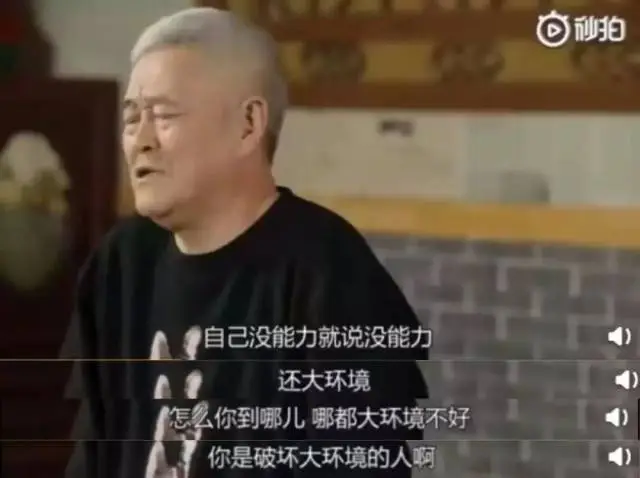 秒拍
自己没能力就说没能力
还大环境
怎么你到哪儿 哪都大环境不好
你是破坏大环境的人啊